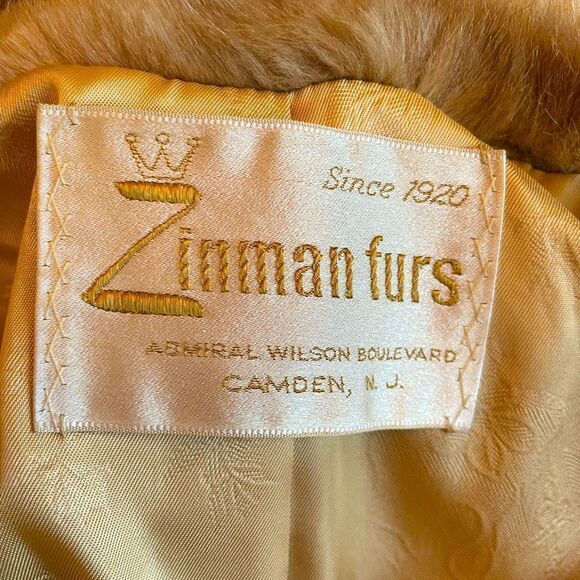 Since 1920
Zinman furs
ADMIRAL WILSON BOULEVARD
CAMDEN, N. J.